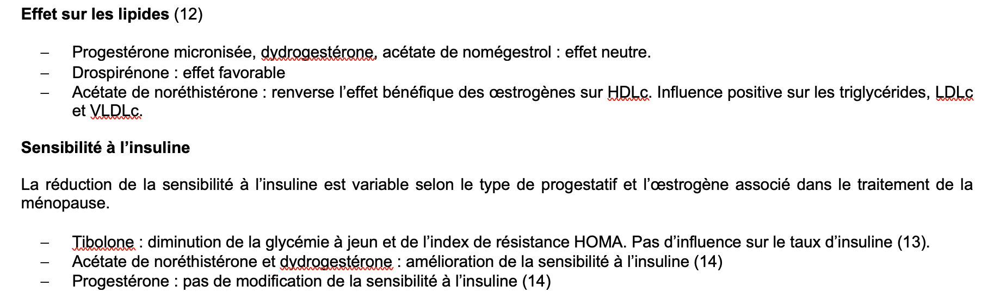 Effet sur les lipides (12)
– Progestérone micronisée, dydrogestérone, acétate de nomégestrol : effet neutre.
– Drospirénone : effet favorable
– Acétate de noréthistérone : renverse l’effet bénéfique des œstrogènes sur HDLc. Influence positive sur les triglycérides, LDLc
et VLDLc.
Sensibilité à l’insuline
La réduction de la sensibilité à l’insuline est variable selon le type de progestatif et l’œstrogène associé dans le traitement de la
ménopause.
– Tibolone : diminution de la glycémie à jeun et de l’index de résistance HOMA. Pas d’influence sur le taux d’insuline (13).
– Acétate de noréthistérone et dydrogestérone : amélioration de la sensibilité à l’insuline (14)
– Progestérone : pas de modification de la sensibilité à l’insuline (14)